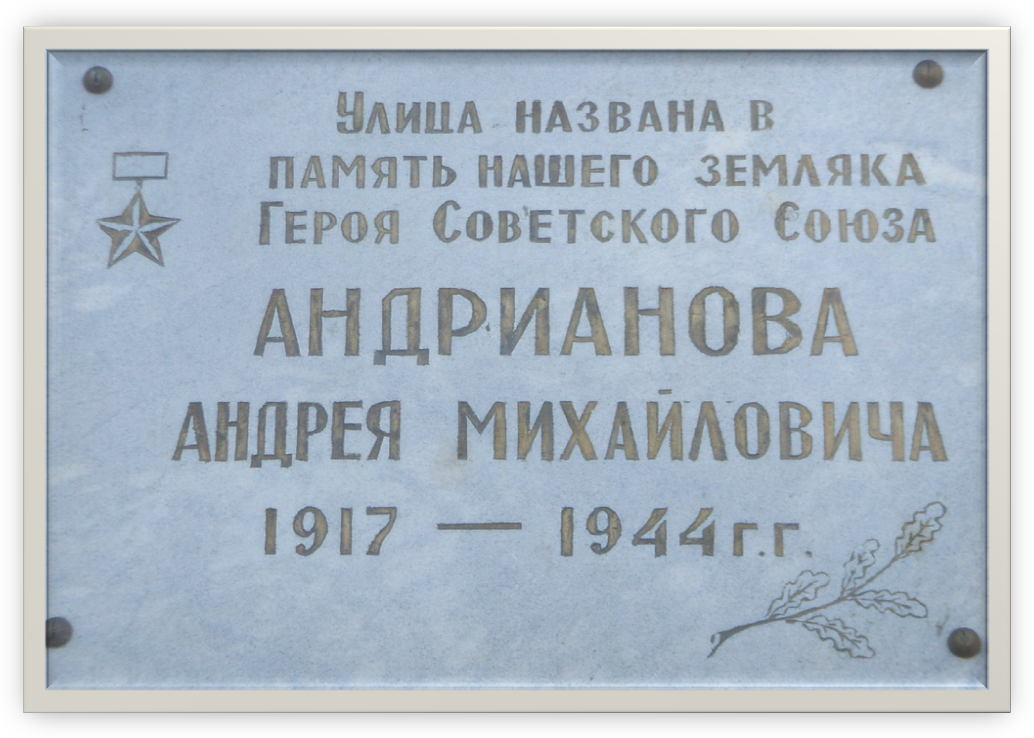 Улица названа в
память нашего земляка
Героя Советского Союза
АНДРИАНОВА
АНДРЕЯ МИХАЙЛОВИЧА
1917 — 1944 г.г.